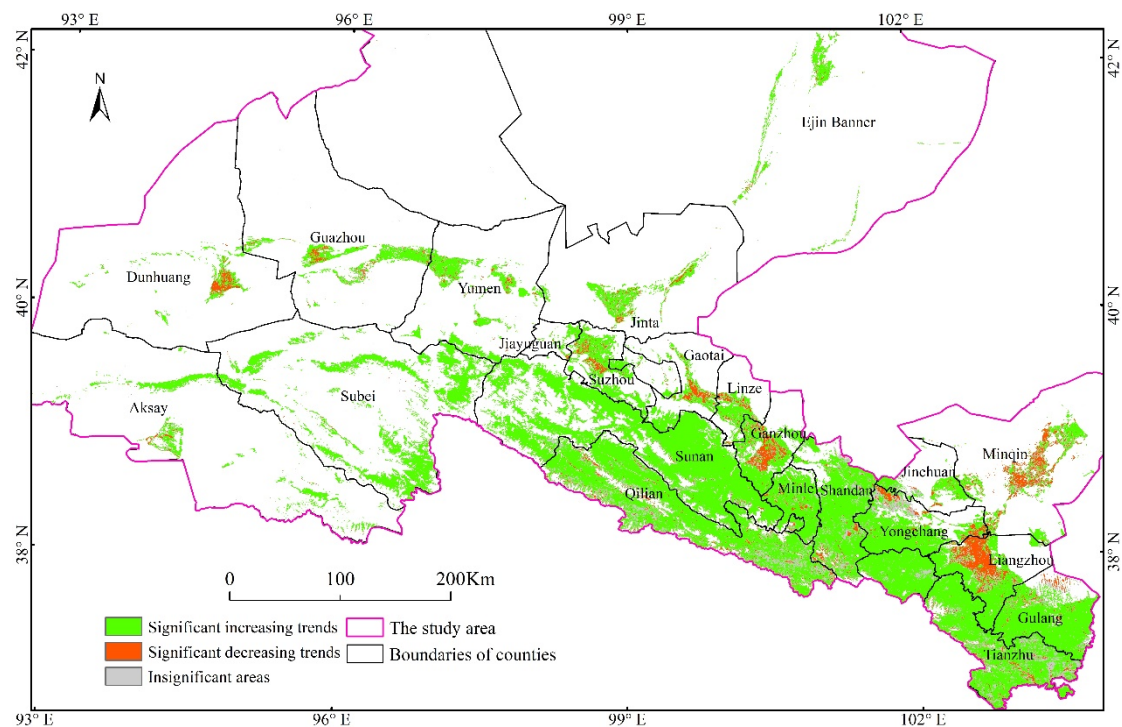 93° E 96° E 99° E 102° E
42° N 42° N
N
Ejin Banner
Guazhou
Dunhuang
Yumen
40° N 40° N
Jinta
Jiayuguan
Gaotai
Suzhou
Linze
Subei
Aksay
Ganzhou
Sunan
Minqin
Jinchuan
Qilian
Minle Shandan
Yongchang
38° N 38° N
Liangzhou
0 100 200Km
Gulang
Significant increasing trends The study area
Significant decreasing trends Boundaries of counties
Tianzhu
Insignificant areas
93° E 96° E 99° E 102° E